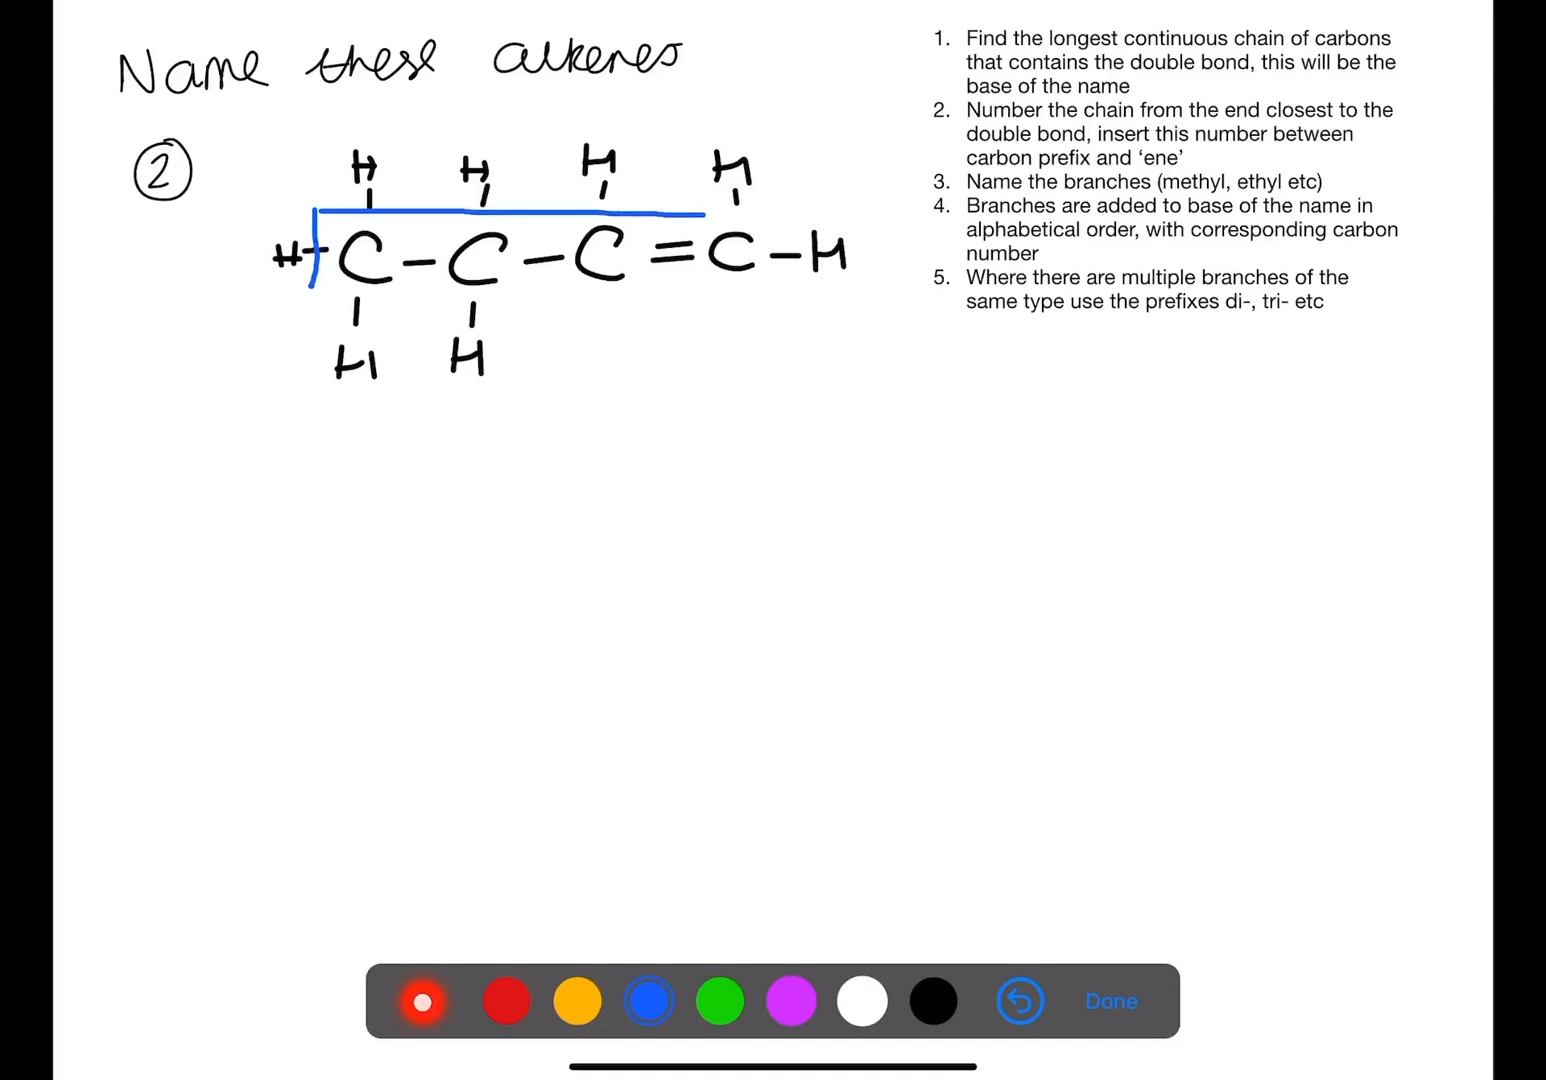 Name these alkenes
1. Find the longest continuous chain of carbons
that contains the double bond, this will be the
base of the name
2. Number the chain from the end closest to the
double bond, insert this number between
carbon prefix and ‘ene’
3. Name the branches (methyl, ethyl etc)
4. Branches are added to base of the name in
alphabetical order, with corresponding carbon
number
5. Where there are multiple branches of the
same type use the prefixes di-, tri- etc
2
H H H H
H-C-C-C=C-H
H H
Done